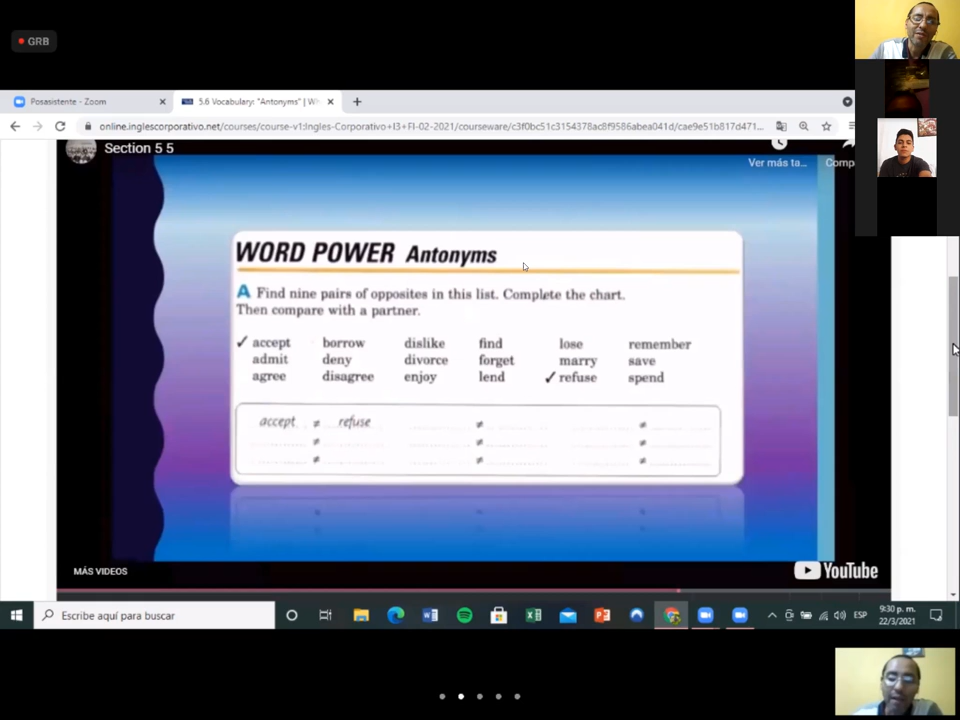 GRB
Posasistente - Zoom
5.6 Vocabulary: "Antonyms" | Wh
online.inglescorporativo.net/courses/course-v1:Ingles-Corporativo+I3+FI-02-2021/courseware/c3f0bc51c3154378ac8f9586abea041d/cae9e51b817d471...
Section 5 5
Ver más ta...
Comp
WORD POWER Antonyms
A Find nine pairs of opposites in this list. Complete the chart.
Then compare with a partner.
✓ accept borrow dislike find lose remember
admit deny divorce forget marry save
agree disagree enjoy lend ✓ refuse spend
accept ≠ refuse ≠ ≠
≠ ≠ ≠
≠ ≠ ≠
MÁS VIDEOS
YouTube
Escribe aquí para buscar
ESP
9:30 p. m.
22/3/2021